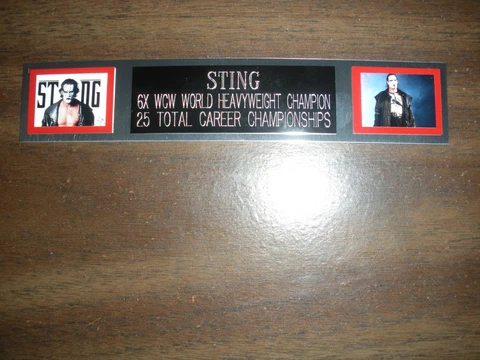 STING
STING
6X WCW WORLD HEAVYWEIGHT CHAMPION
25 TOTAL CAREER CHAMPIONSHIPS